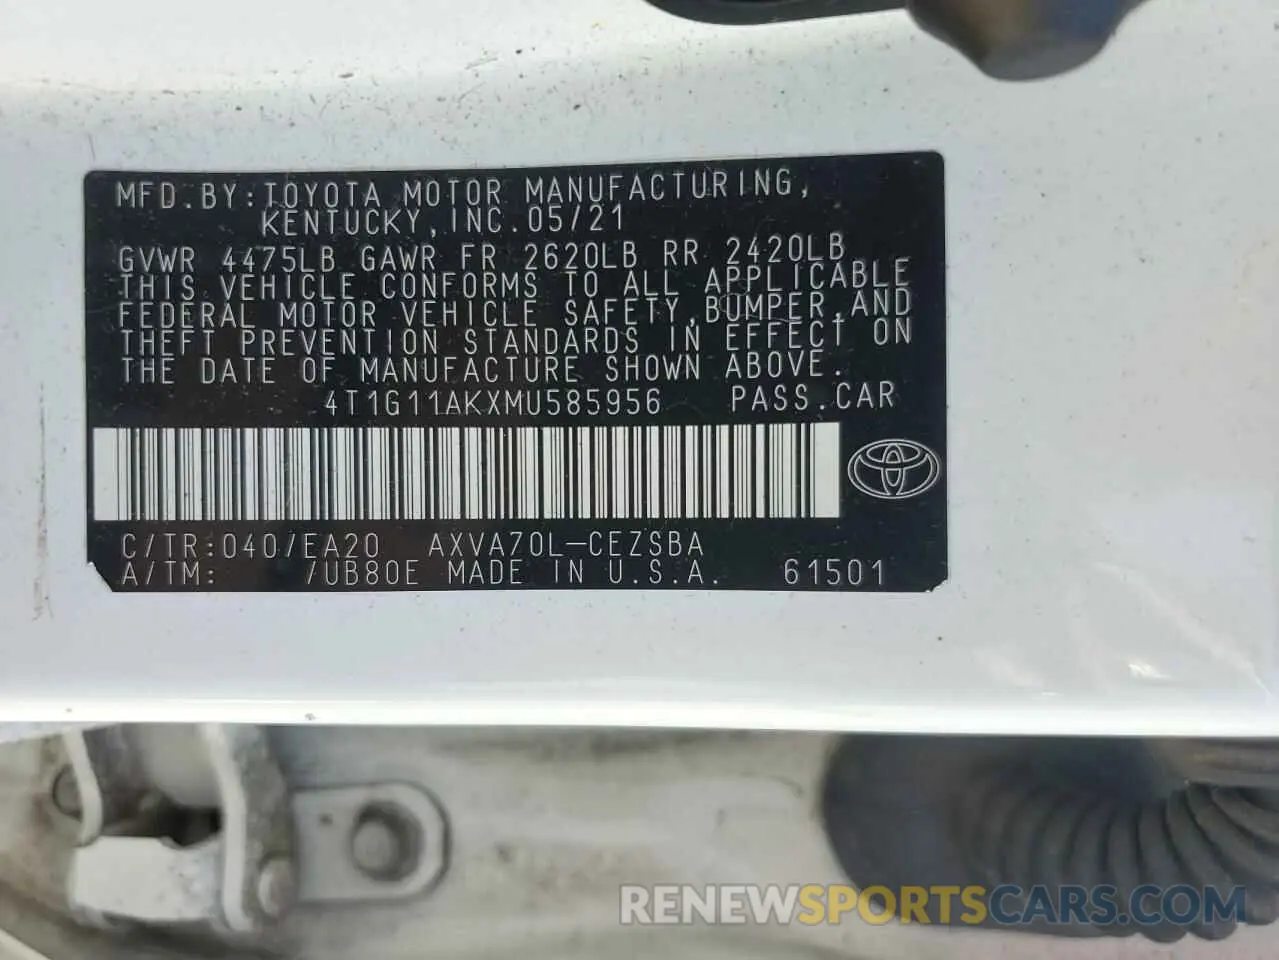 MFD.BY:TOYOTA MOTOR MANUFACTURING,
KENTUCKY,INC.05/21
GVWR 4475LB GAWR FR 2620LB RR 2420LB
THIS VEHICLE CONFORMS TO ALL APPLICABLE
FEDERAL MOTOR VEHICLE SAFETY,BUMPER,AND
THEFT PREVENTION STANDARDS IN EFFECT ON
THE DATE OF MANUFACTURE SHOWN ABOVE.
4T1G11AKXMU585956 PASS.CAR
C/TR:040/EA20 AXVA70L-CEZSBA
A/TM: /UB80E MADE IN U.S.A. 61501
RENEWSPORTSCARS.COM